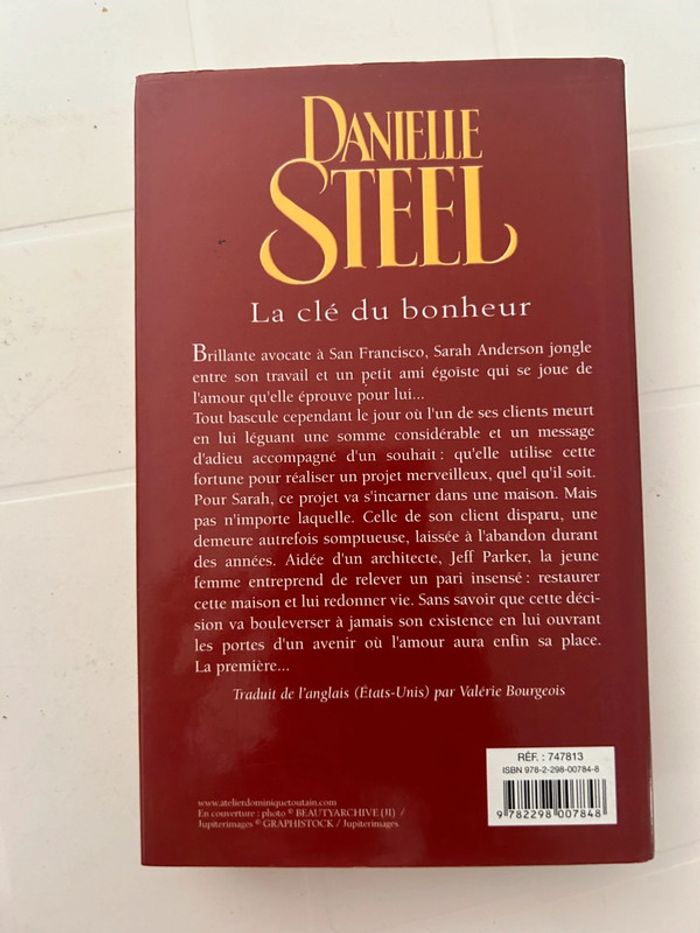 DANIELLE
STEEL
La clé du bonheur
Brillante avocate à San Francisco, Sarah Anderson jongle
entre son travail et un petit ami égoïste qui se joue de
l'amour qu'elle éprouve pour lui...
Tout bascule cependant le jour où l'un de ses clients meurt
en lui léguant une somme considérable et un message
d'adieu accompagné d'un souhait : qu'elle utilise cette
fortune pour réaliser un projet merveilleux, quel qu'il soit.
Pour Sarah, ce projet va s'incarner dans une maison. Mais
pas n'importe laquelle. Celle de son client disparu, une
demeure autrefois somptueuse, laissée à l'abandon durant
des années. Aidée d'un architecte, Jeff Parker, la jeune
femme entreprend de relever un pari insensé : restaurer
cette maison et lui redonner vie. Sans savoir que cette déci-
sion va bouleverser à jamais son existence en lui ouvrant
les portes d'un avenir où l'amour aura enfin sa place.
La première...
Traduit de l'anglais (États-Unis) par Valérie Bourgeois
RÉF. : 747813
ISBN 978-2-298-00784-8
9 782298 007848
www.atelierdominiquetoutain.com
En couverture : photo © BEAUTYARCHIVE (JI) /
Jupiterimages © GRAPHISTOCK / Jupiterimages